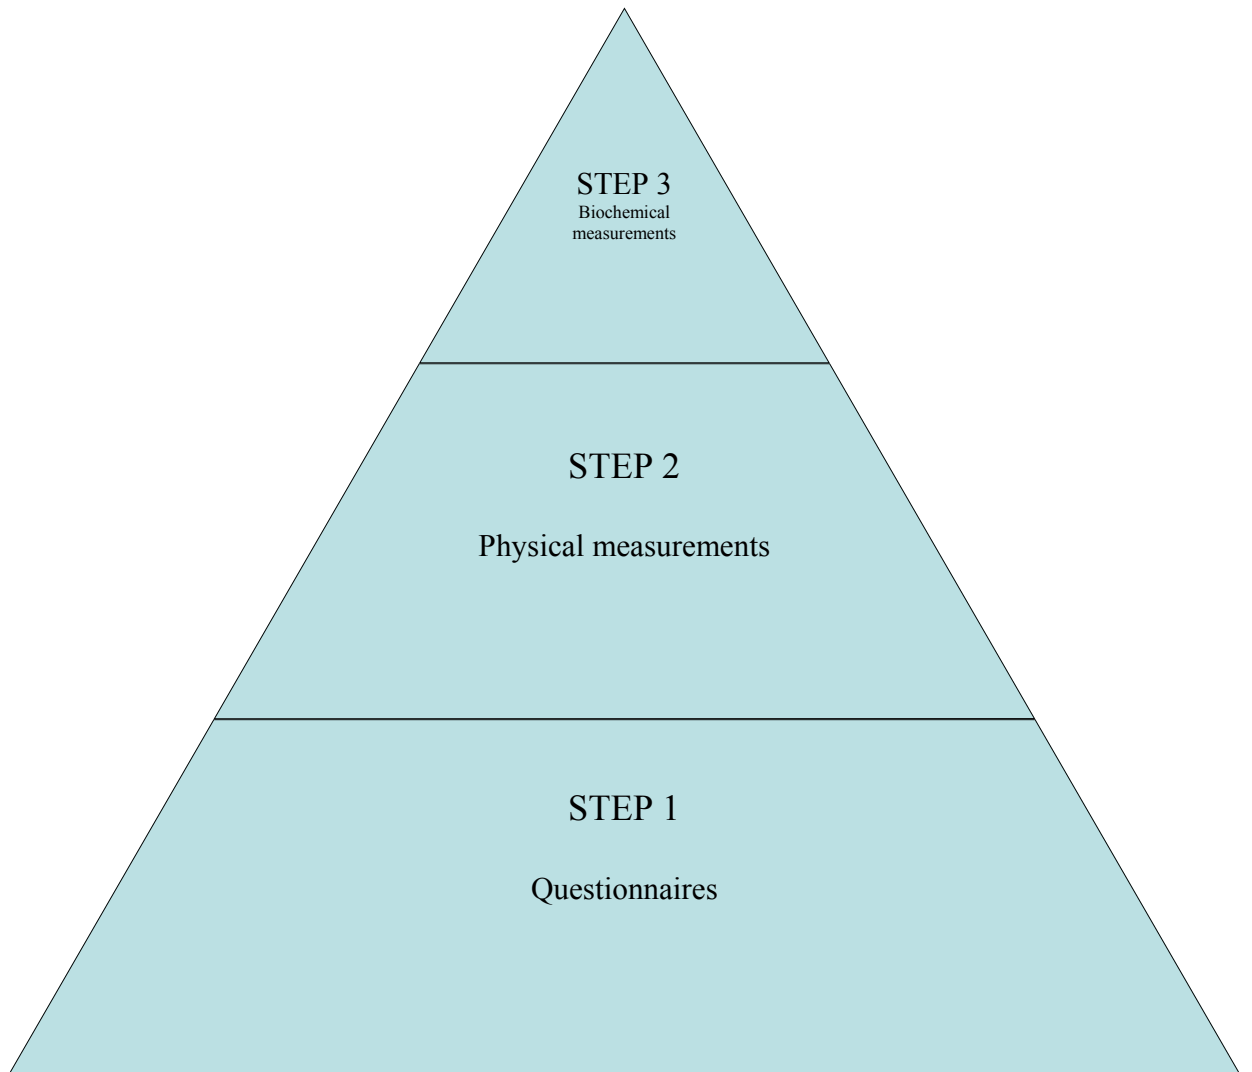 STEP 3
Biochemical
measurements
STEP 2
Physical measurements
STEP 1
Questionnaires